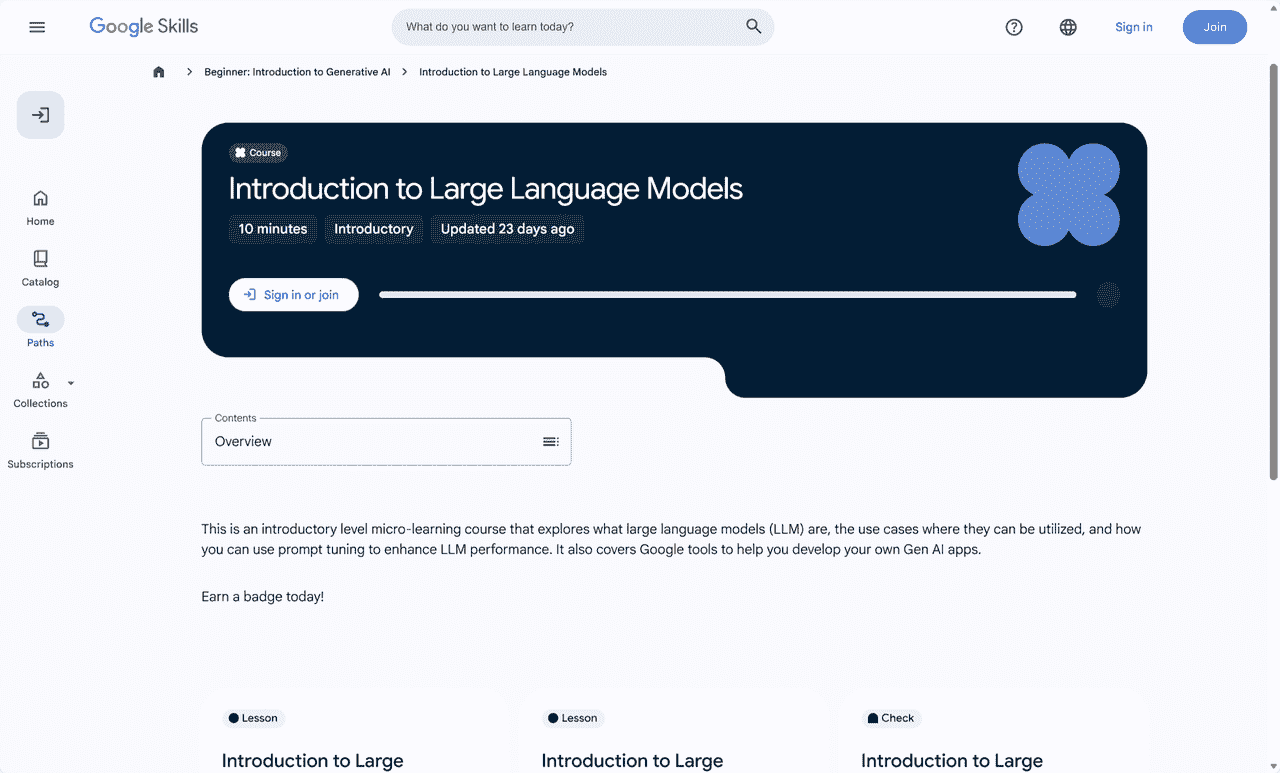 Google Skills
What do you want to learn today?
Sign in
Join
Beginner: Introduction to Generative AI
Introduction to Large Language Models
Home
Catalog
Paths
Collections
Subscriptions
Course
Introduction to Large Language Models
10 minutes
Introductory
Updated 23 days ago
Sign in or join
Contents
Overview
This is an introductory level micro-learning course that explores what large language models (LLM) are, the use cases where they can be utilized, and how
you can use prompt tuning to enhance LLM performance. It also covers Google tools to help you develop your own Gen AI apps.
Earn a badge today!
Lesson
Introduction to Large
Lesson
Introduction to Large
Check
Introduction to Large